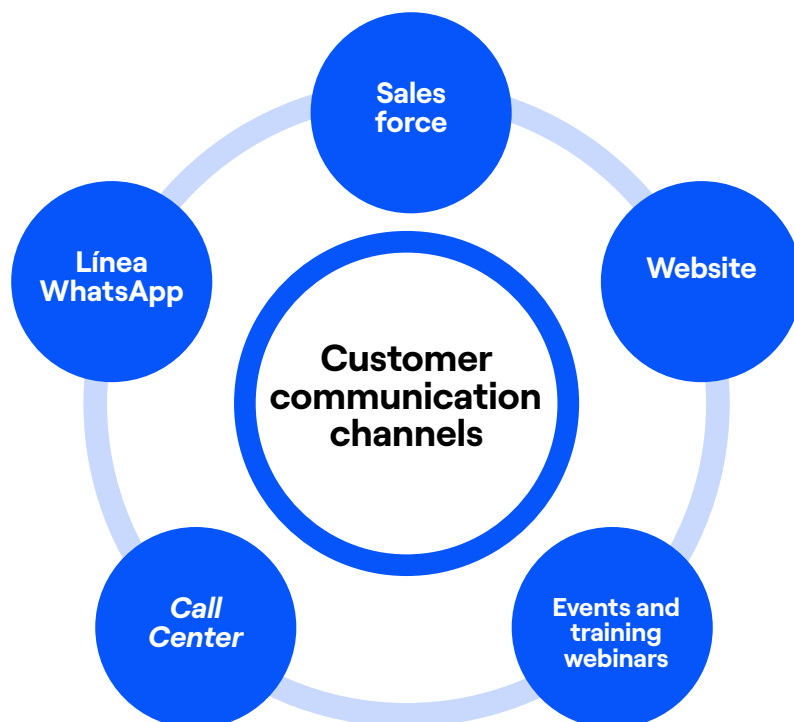 Sales
force
Website
Events and
training
webinars
Call
Center
Línea
WhatsApp
Customer
communication
channels